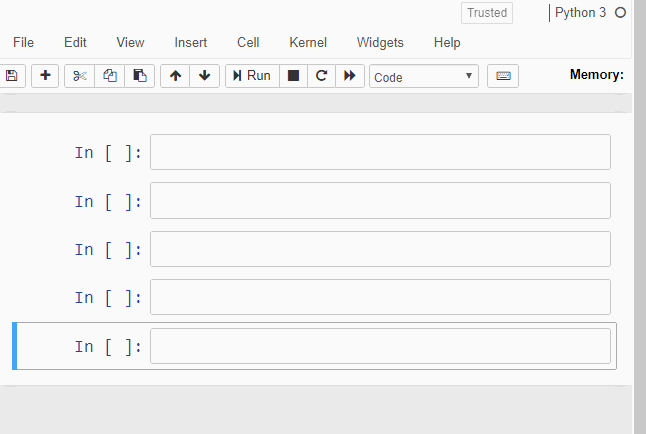 Trusted Python 3
File Edit View Insert Cell Kernel Widgets Help
Run Code Memory:
In [ ]:
In [ ]:
In [ ]:
In [ ]:
In [ ]: